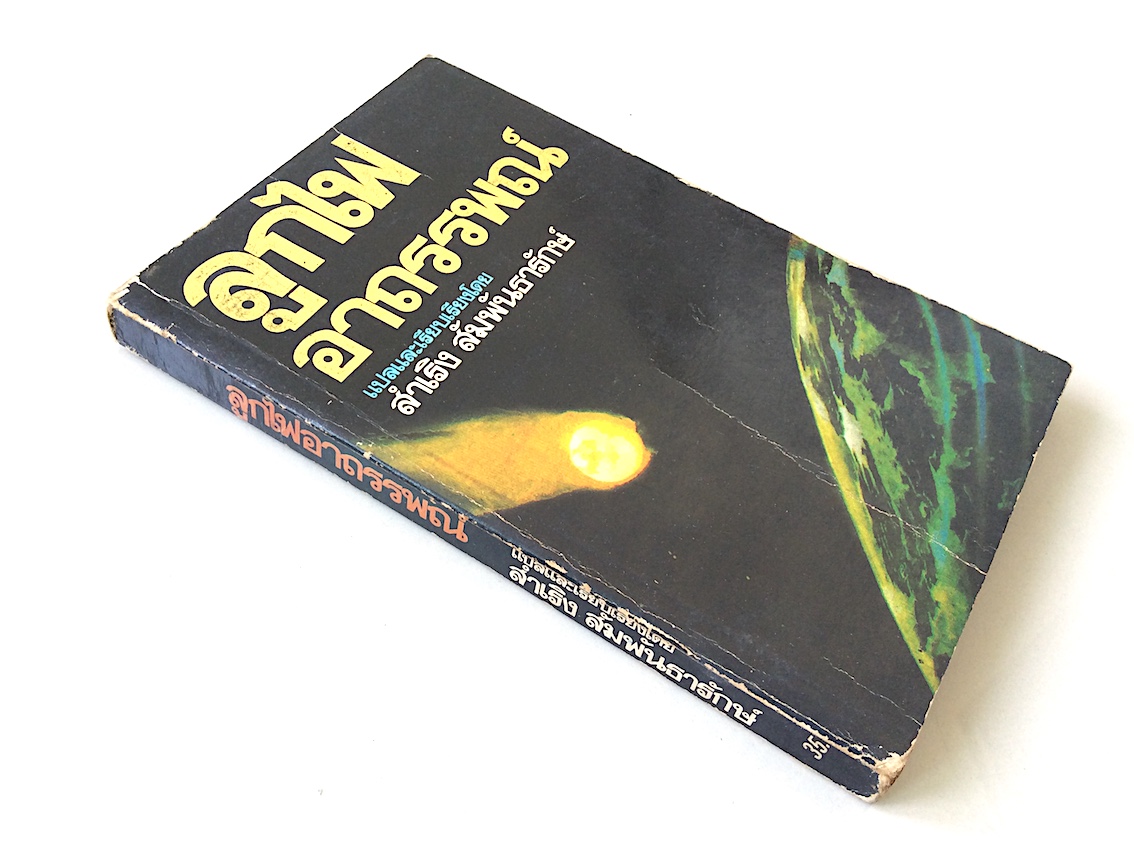 ลูกไฟ
อาถรรพณ์
แปลและเรียบเรียงโดย
สำเริง สัมพันธารักษ์
ลูกไฟอาถรรพณ์
แปลและเรียบเรียงโดย
สำเริง สัมพันธารักษ์
35.-